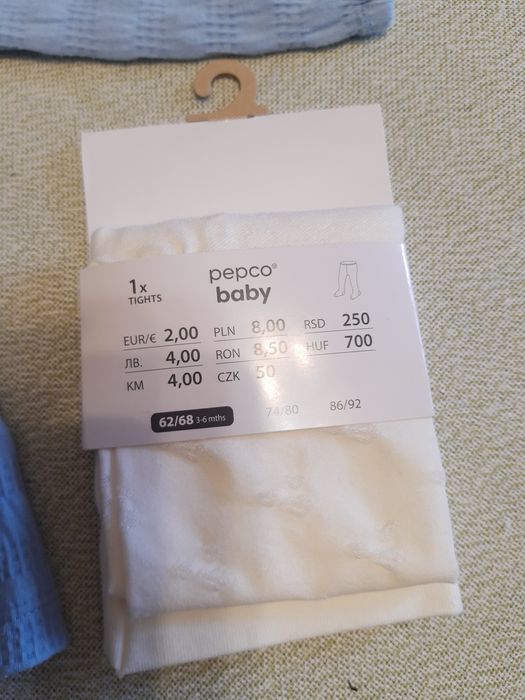 pepco®
baby
1x
TIGHTS
EUR/€ 2,00 PLN 8,00 RSD 250
ЛВ. 4,00 RON 8,50 HUF 700
KM 4,00 CZK 50
62/68 3-6 mths 74/80 86/92